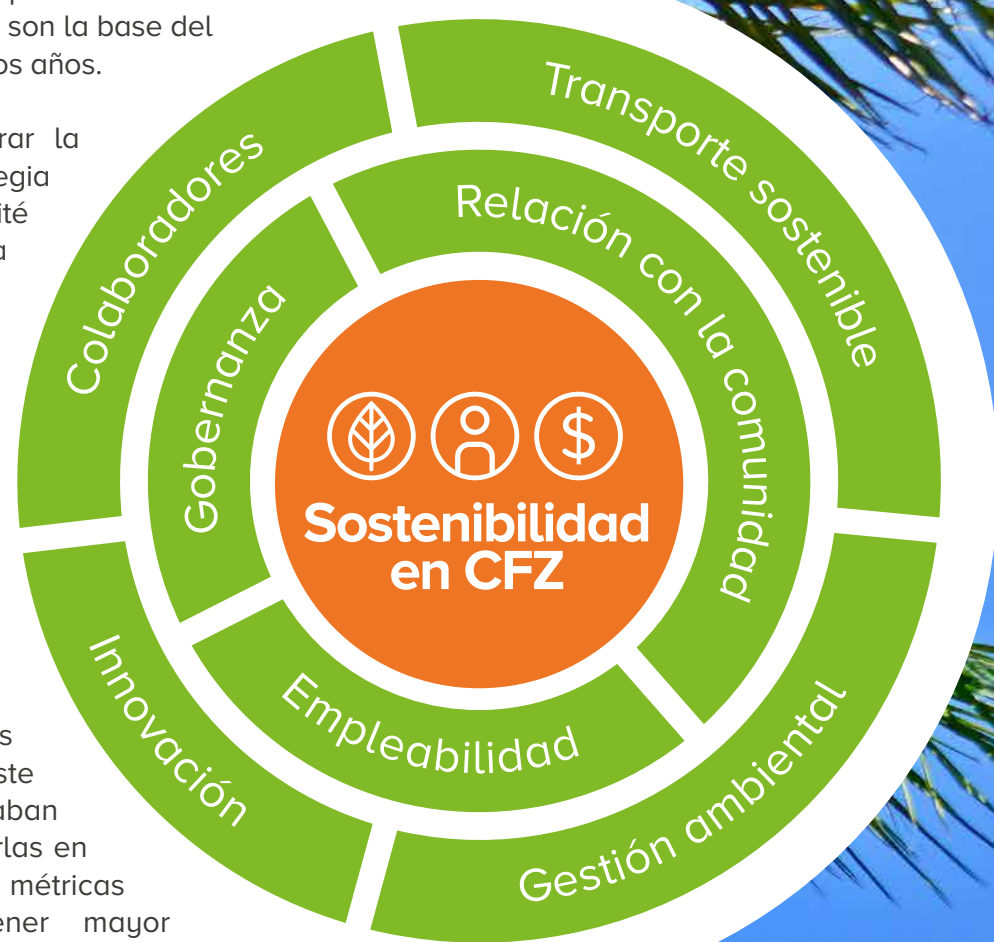 son la base del
os años.
rar la
egia
ité
a
Colaboradores
Transporte sostenible
Gobernanza
Relación con la comunidad
Sostenibilidad
en CFZ
Empleabilidad
Innovación
Gestión ambiental
s
ste
aban
rlas en
métricas
ener mayor